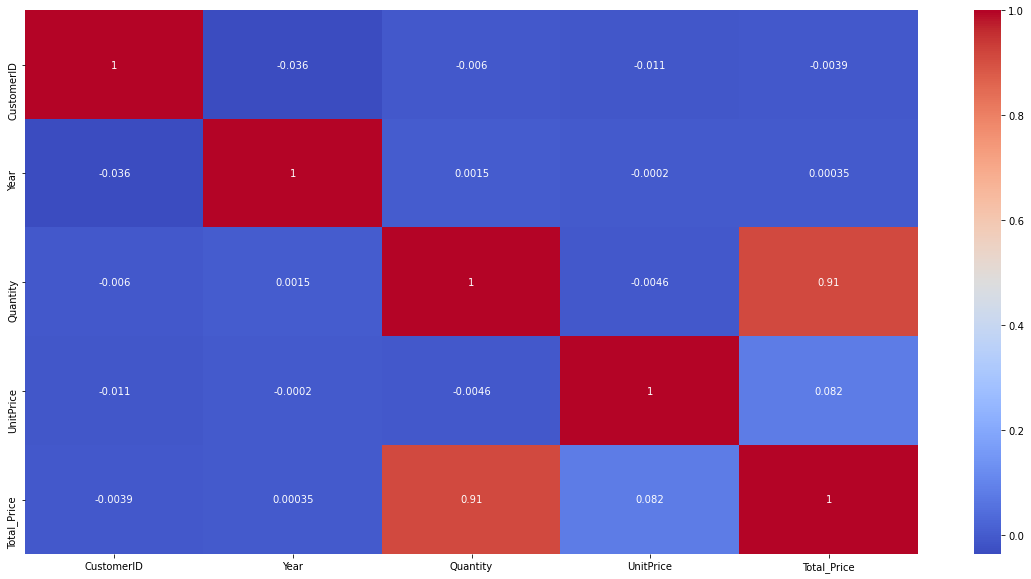 CustomerID 1 -0.036 -0.006 -0.011 -0.0039
Year -0.036 1 0.0015 -0.0002 0.00035
Quantity -0.006 0.0015 1 -0.0046 0.91
UnitPrice -0.011 -0.0002 -0.0046 1 0.082
Total_Price -0.0039 0.00035 0.91 0.082 1
CustomerID Year Quantity UnitPrice Total_Price
1.0
0.8
0.6
0.4
0.2
0.0